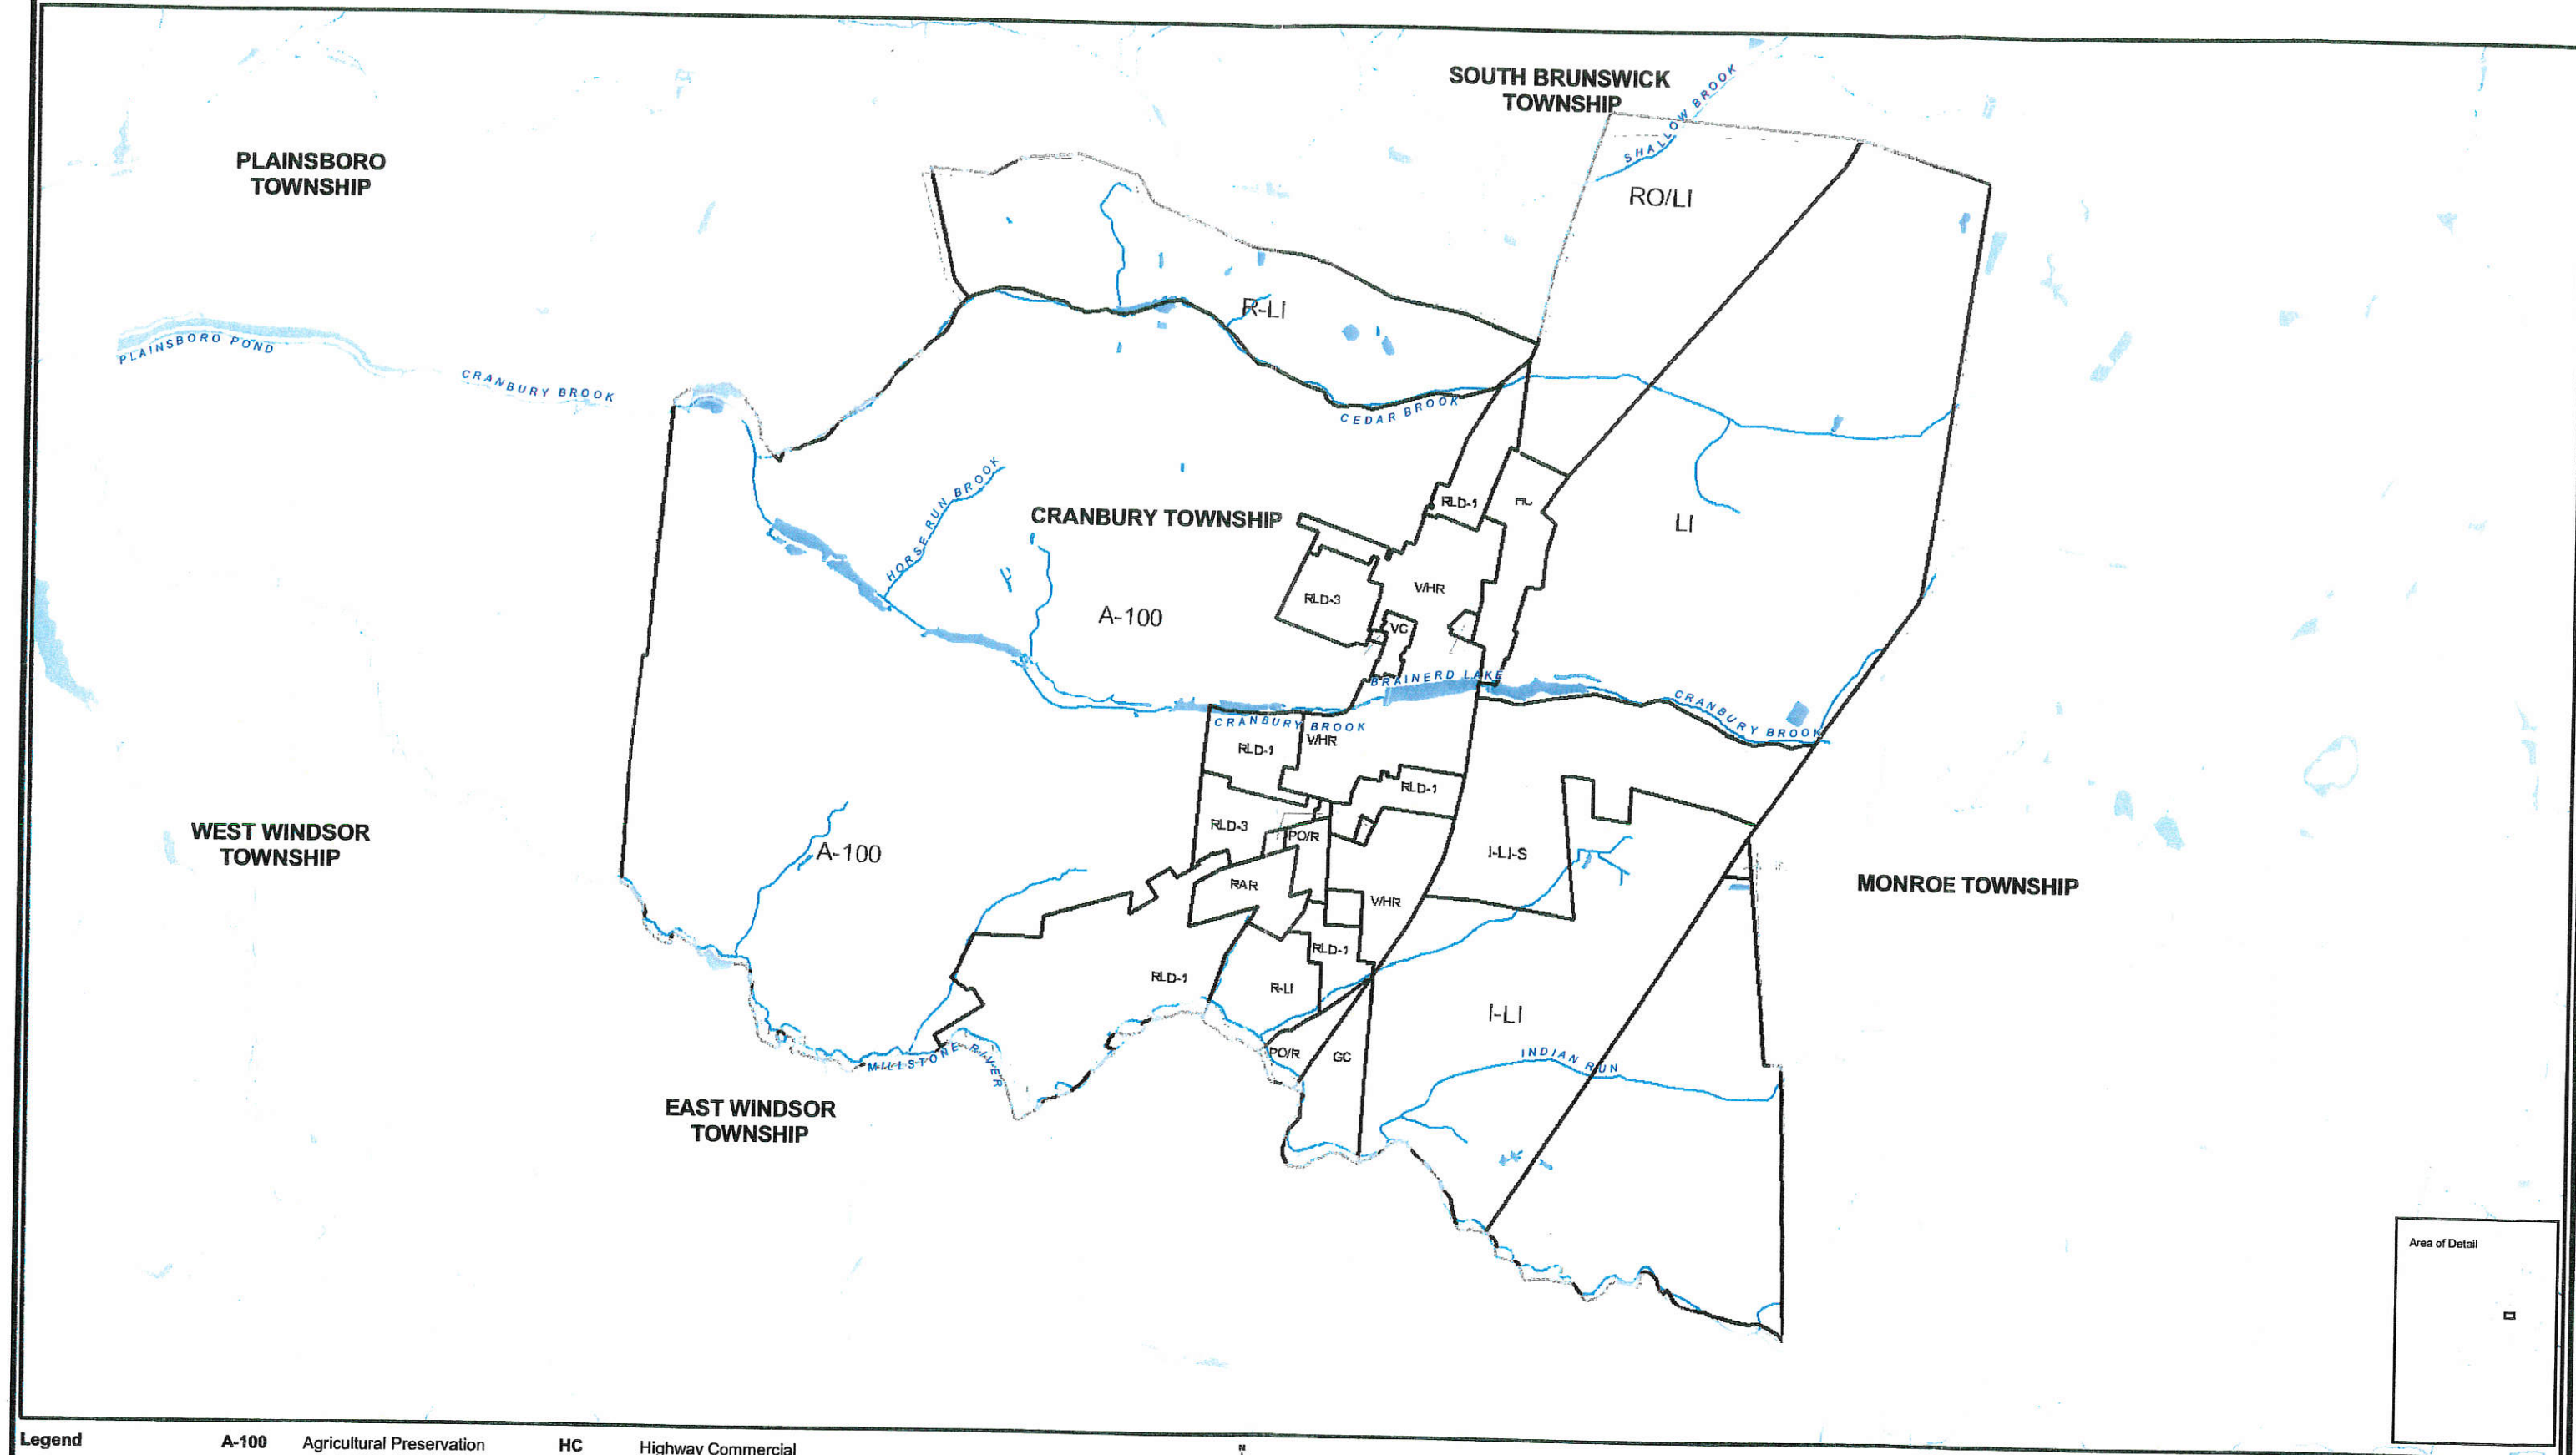 SOUTH BRUNSWICK
TOWNSHIP
SHALLOW BROOK
PLAINSBORO
TOWNSHIP
RO/LI
R-LI
PLAINSBORO POND
CRANBURY BROOK
CEDAR BROOK
HORSE RUN BROOK
RLD-1
CRANBURY TOWNSHIP
LI
V/HR
RLD-3
A-100
VC
BRAINERD LAKE
CRANBURY BROOK
CRANBURY BROOK
V/HR
RLD-1
RLD-1
RLD-3
PO/R
WEST WINDSOR
TOWNSHIP
A-100
I-LI-S
RAR
MONROE TOWNSHIP
V/HR
RLD-1
RLD-1
R-LI
I-LI
PO/R
GC
INDIAN RUN
MILLSTONE RIVER
EAST WINDSOR
TOWNSHIP
Area of Detail
Legend
A-100 Agricultural Preservation HC Highway Commercial
N